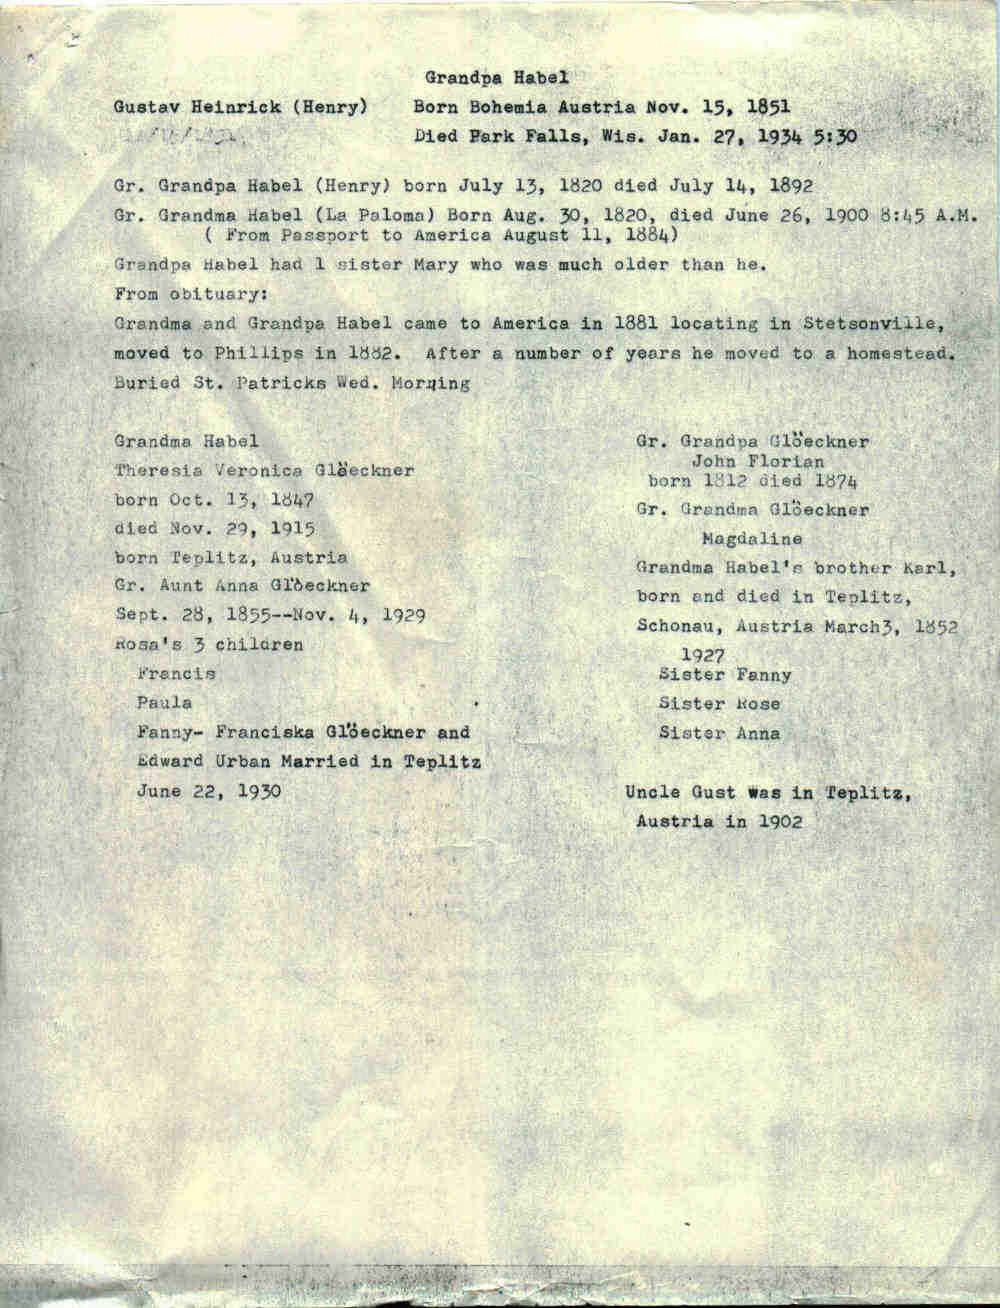 Grandpa Habel
Gustav Heinrick (Henry) Born Bohemia Austria Nov. 15, 1851
Died Park Falls, Wis. Jan. 27, 1934 5:30
Gr. Grandpa Habel (Henry) born July 13, 1820 died July 14, 1892
Gr. Grandma Habel (La Paloma) Born Aug. 30, 1820, died June 26, 1900 8:45 A.M.
( From Passport to America August 11, 1884)
Grandpa Habel had 1 sister Mary who was much older than he.
From obituary:
Grandma and Grandpa Habel came to America in 1881 locating in Stetsonville,
moved to Phillips in 1882. After a number of years he moved to a homestead.
Buried St. Patricks Wed. Morning
Grandma Habel
Theresia Veronica Glöeckner
born Oct. 13, 1847
died Nov. 29, 1915
born Teplitz, Austria
Gr. Aunt Anna Glöeckner
Sept. 28, 1855--Nov. 4, 1929
Rosa's 3 children
Francis
Paula
Fanny- Franciska Glöeckner and
Edward Urban Married in Teplitz
June 22, 1930
Gr. Grandpa Glöeckner
John Florian
born 1812 died 1874
Gr. Grandma Glöeckner
Magdaline
Grandma Habel's brother Karl,
born and died in Teplitz,
Schonau, Austria March3, 1852
1927
Sister Fanny
Sister Rose
Sister Anna
Uncle Gust was in Teplitz,
Austria in 1902